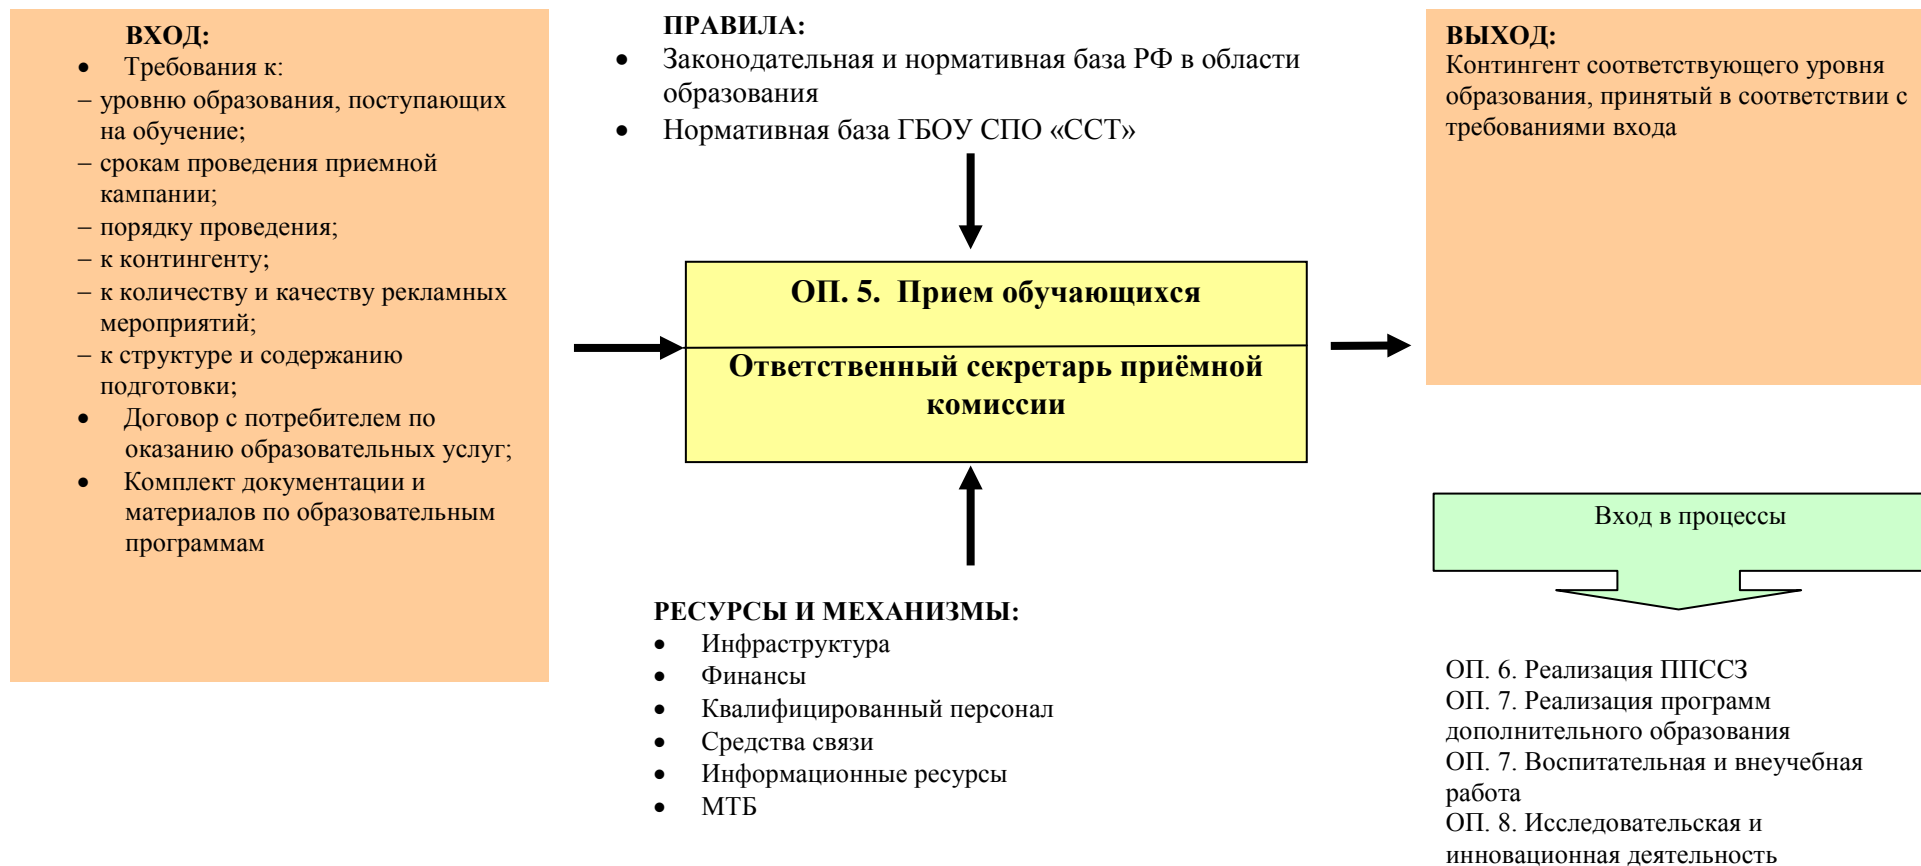 ВХОД:
• Требования к:
– уровню образования, поступающих
на обучение;
– срокам проведения приемной
кампании;
– порядку проведения;
– к контингенту;
– к количеству и качеству рекламных
мероприятий;
– к структуре и содержанию
подготовки;
• Договор с потребителем по
оказанию образовательных услуг;
• Комплект документации и
материалов по образовательным
программам
ПРАВИЛА:
• Законодательная и нормативная база РФ в области
образования
• Нормативная база ГБОУ СПО «ССТ»
ОП. 5. Прием обучающихся
Ответственный секретарь приёмной
комиссии
РЕСУРСЫ И МЕХАНИЗМЫ:
• Инфраструктура
• Финансы
• Квалифицированный персонал
• Средства связи
• Информационные ресурсы
• МТБ
ВЫХОД:
Контингент соответствующего уровня
образования, принятый в соответствии с
требованиями входа
Вход в процессы
ОП. 6. Реализация ППССЗ
ОП. 7. Реализация программ
дополнительного образования
ОП. 7. Воспитательная и внеучебная
работа
ОП. 8. Исследовательская и
инновационная деятельность